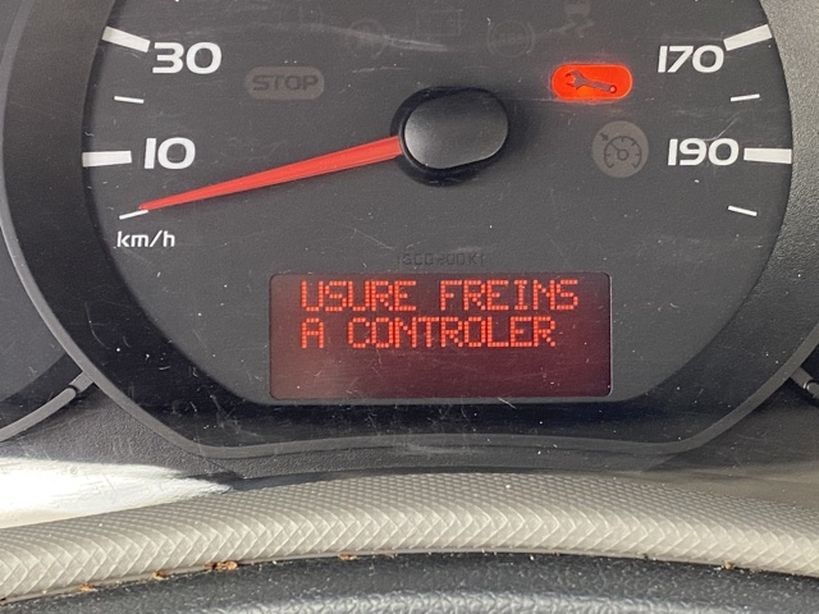 30
170
STOP
10
190
km/h
USURE FREINS
A CONTROLER